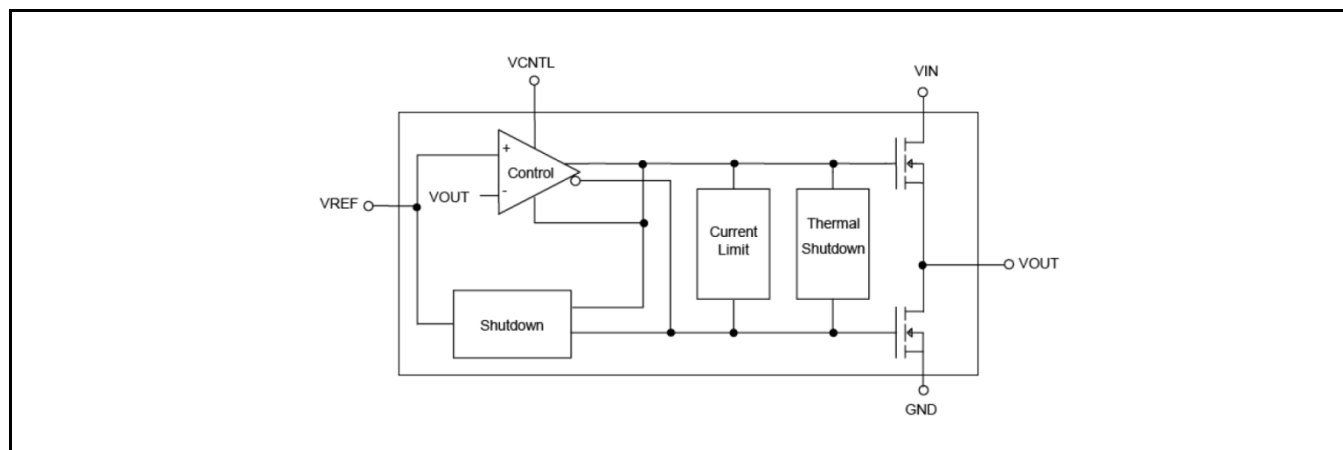 VCNTL
VIN
+
Control
VOUT
-
VREF
Current
Limit
Thermal
Shutdown
VOUT
Shutdown
GND